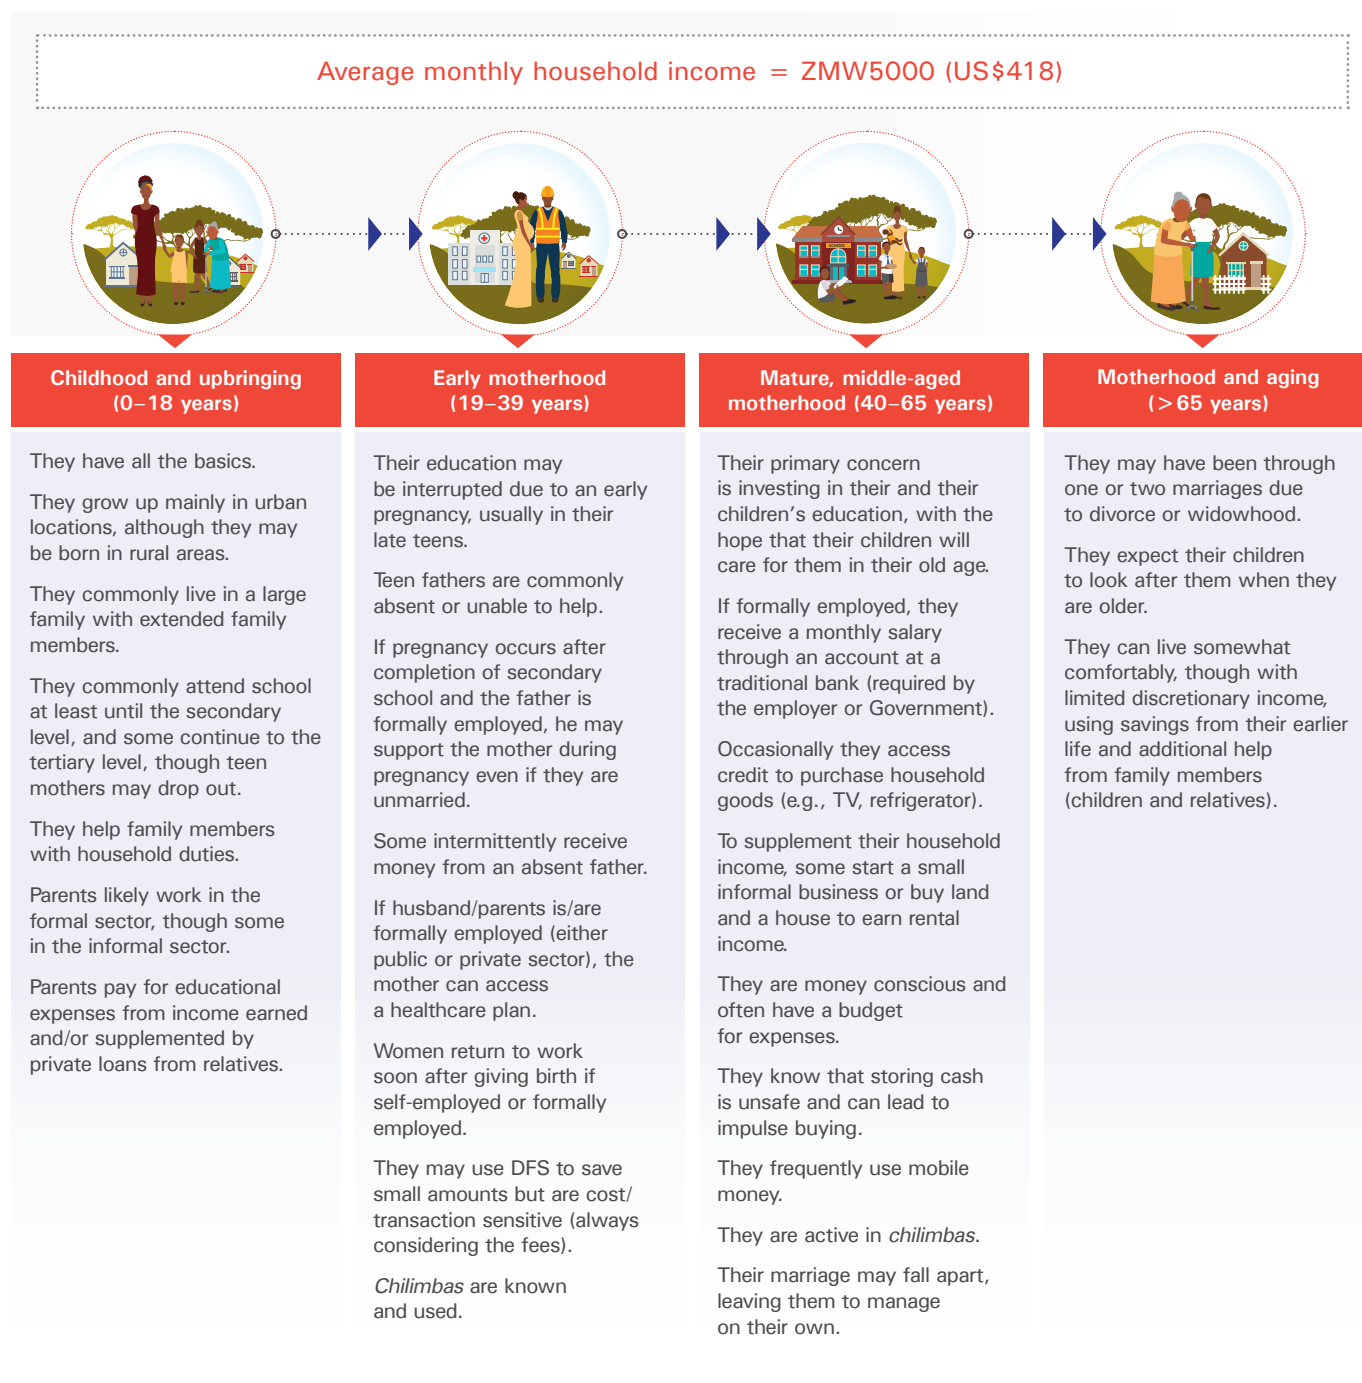 Average monthly household income = ZMW5000 (US$418)
SCHOOL
Childhood and upbringing
(0–18 years)
They have all the basics.
They grow up mainly in urban
locations, although they may
be born in rural areas.
They commonly live in a large
family with extended family
members.
They commonly attend school
at least until the secondary
level, and some continue to the
tertiary level, though teen
mothers may drop out.
They help family members
with household duties.
Parents likely work in the
formal sector, though some
in the informal sector.
Parents pay for educational
expenses from income earned
and/or supplemented by
private loans from relatives.
Early motherhood
(19–39 years)
Their education may
be interrupted due to an early
pregnancy, usually in their
late teens.
Teen fathers are commonly
absent or unable to help.
If pregnancy occurs after
completion of secondary
school and the father is
formally employed, he may
support the mother during
pregnancy even if they are
unmarried.
Some intermittently receive
money from an absent father.
If husband/parents is/are
formally employed (either
public or private sector), the
mother can access
a healthcare plan.
Women return to work
soon after giving birth if
self-employed or formally
employed.
They may use DFS to save
small amounts but are cost/
transaction sensitive (always
considering the fees).
Chilimbas are known
and used.
Mature, middle-aged
motherhood (40–65 years)
Their primary concern
is investing in their and their
children’s education, with the
hope that their children will
care for them in their old age.
If formally employed, they
receive a monthly salary
through an account at a
traditional bank (required by
the employer or Government).
Occasionally they access
credit to purchase household
goods (e.g., TV, refrigerator).
To supplement their household
income, some start a small
informal business or buy land
and a house to earn rental
income.
They are money conscious and
often have a budget
for expenses.
They know that storing cash
is unsafe and can lead to
impulse buying.
They frequently use mobile
money.
They are active in chilimbas.
Their marriage may fall apart,
leaving them to manage
on their own.
Motherhood and aging
(>65 years)
They may have been through
one or two marriages due
to divorce or widowhood.
They expect their children
to look after them when they
are older.
They can live somewhat
comfortably, though with
limited discretionary income,
using savings from their earlier
life and additional help
from family members
(children and relatives).